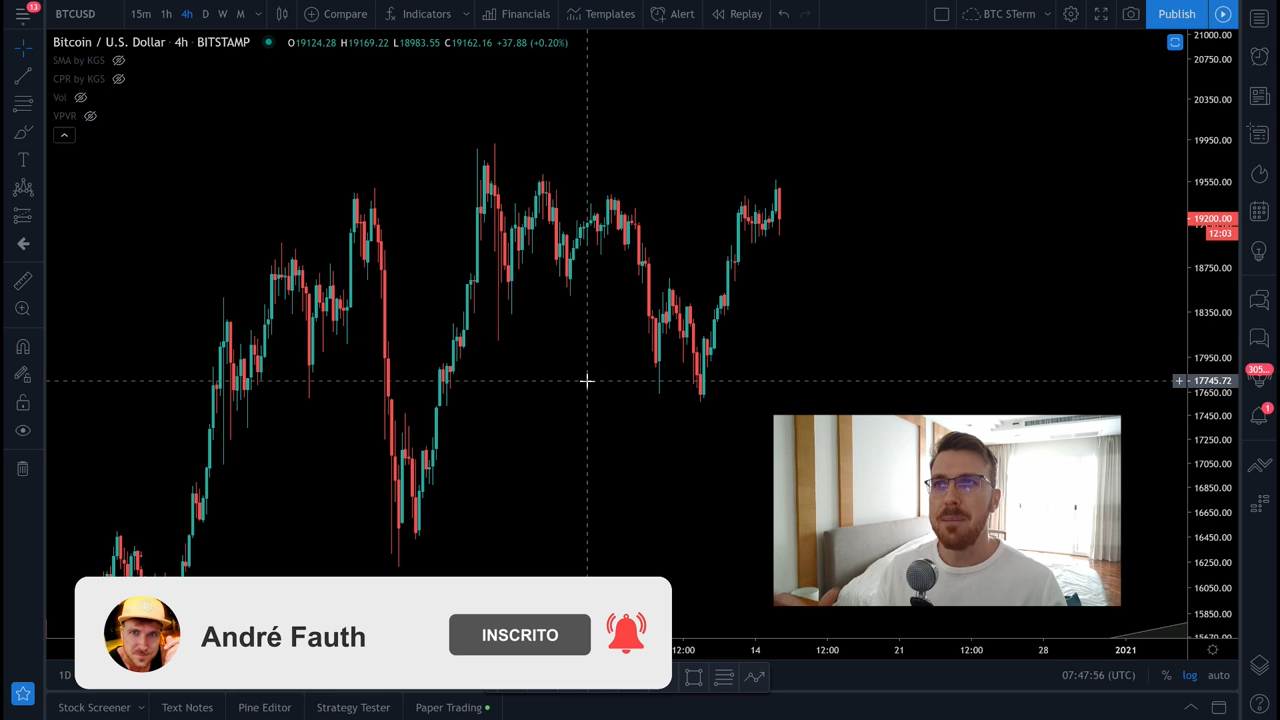 13
BTCUSD 15m 1h 4h D W M Compare Indicators Financials Templates Alert Replay BTC STerm Publish
Bitcoin / U.S. Dollar · 4h · BITSTAMP O19124.28 H19169.22 L18983.55 C19162.16 +37.88 (+0.20%)
SMA by KGS
CPR by KGS
Vol
VPVR
21000.00
20750.00
20350.00
19950.00
19550.00
19200.00
12:03
18750.00
18350.00
17950.00
305...
17745.72
17650.00
1
17450.00
17250.00
17050.00
16850.00
16650.00
16450.00
16250.00
16050.00
15850.00
15670.00
André Fauth INSCRITO
12:00 14 12:00 21 12:00 28 2021
1D 07:47:56 (UTC) % log auto
Stock Screener Text Notes Pine Editor Strategy Tester Paper Trading